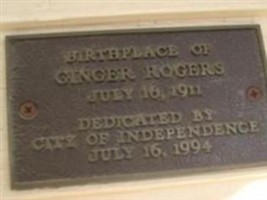 BIRTHPLACE OF
GINGER ROGERS
JULY 16, 1911
DEDICATED BY
CITY OF INDEPENDENCE
JULY 16, 1994